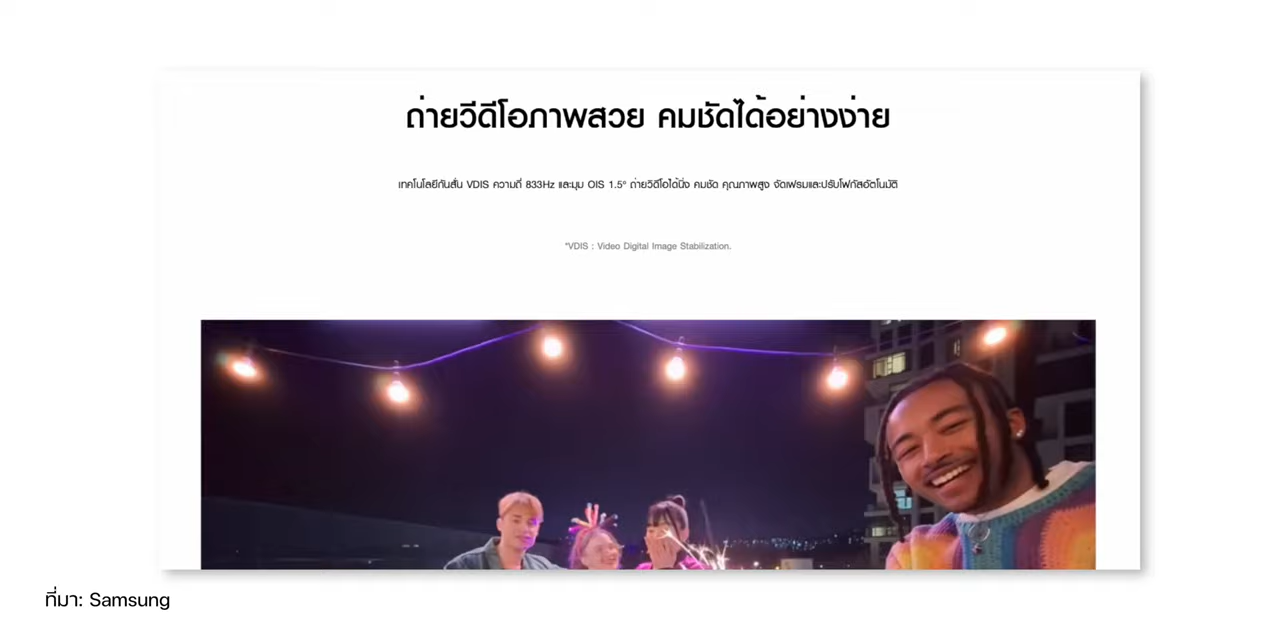 ถ่ายวีดีโอภาพสวย คมชัดได้อย่างง่าย
เทคโนโลยีกันสั่น VDIS ความถี่ 833Hz และมุม OIS 1.5° ถ่ายวิดีโอได้นิ่ง คมชัด คุณภาพสูง จัดเฟรมและปรับโฟกัสอัตโนมัติ
*VDIS : Video Digital Image Stabilization.
ที่มา: Samsung